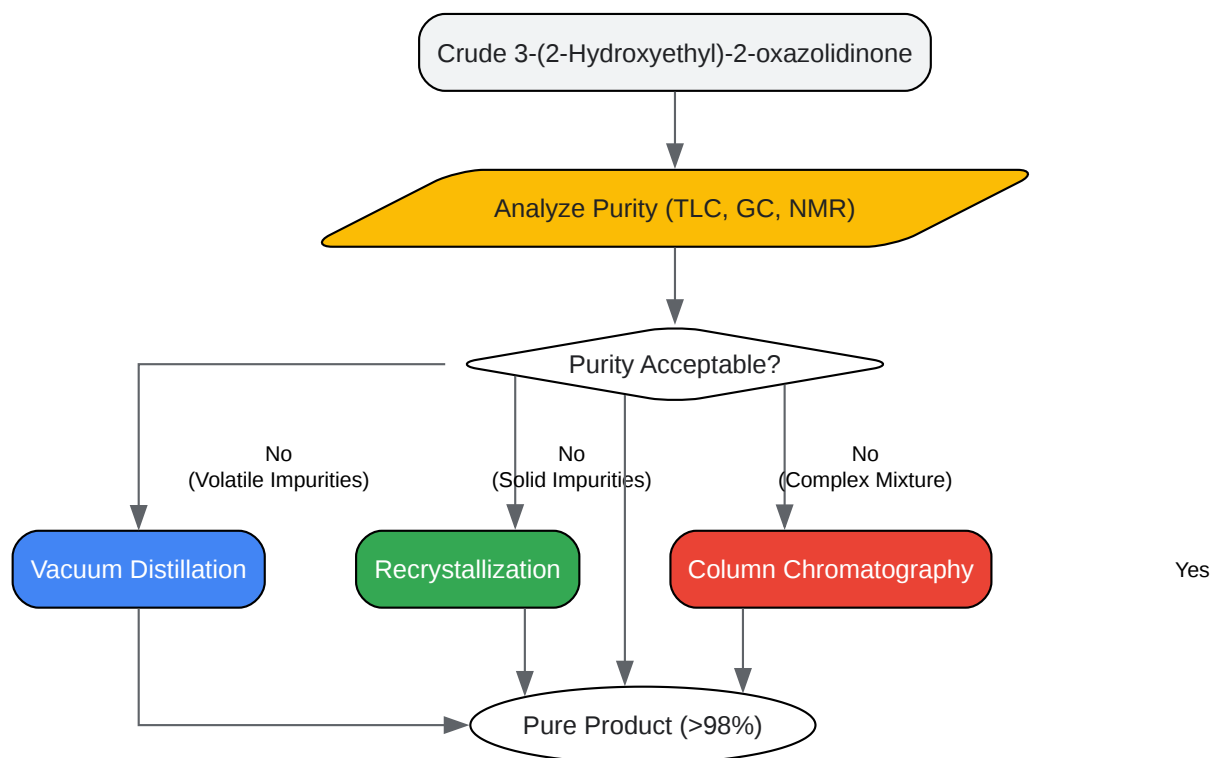 Crude 3-(2-Hydroxyethyl)-2-oxazolidinone
Analyze Purity (TLC, GC, NMR)
Purity Acceptable?
No
(Volatile Impurities)
No
(Solid Impurities)
No
(Complex Mixture)
Vacuum Distillation
Recrystallization
Column Chromatography
Yes
Pure Product (>98%)